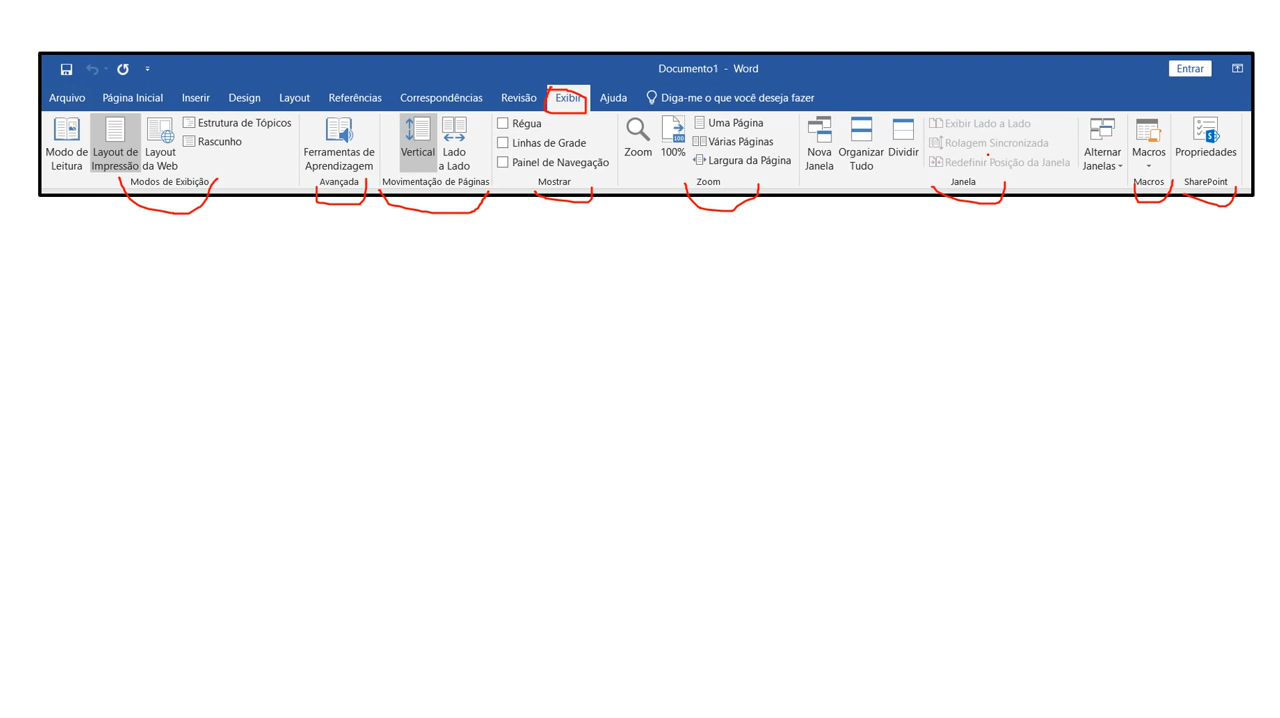 Documento1 - Word
Entrar
Arquivo Página Inicial Inserir Design Layout Referências Correspondências Revisão Exibir Ajuda Diga-me o que você deseja fazer
Modo de Leitura
Layout de Impressão
Layout da Web
Estrutura de Tópicos
Rascunho
Modos de Exibição
Ferramentas de Aprendizagem
Avançada
Vertical
Lado a Lado
Movimentação de Páginas
Régua
Linhas de Grade
Painel de Navegação
Mostrar
Zoom
100%
Uma Página
Várias Páginas
Largura da Página
Zoom
Nova Janela
Organizar Tudo
Dividir
Exibir Lado a Lado
Rolagem Sincronizada
Redefinir Posição da Janela
Alternar Janelas
Janela
Macros
Macros
Propriedades
SharePoint